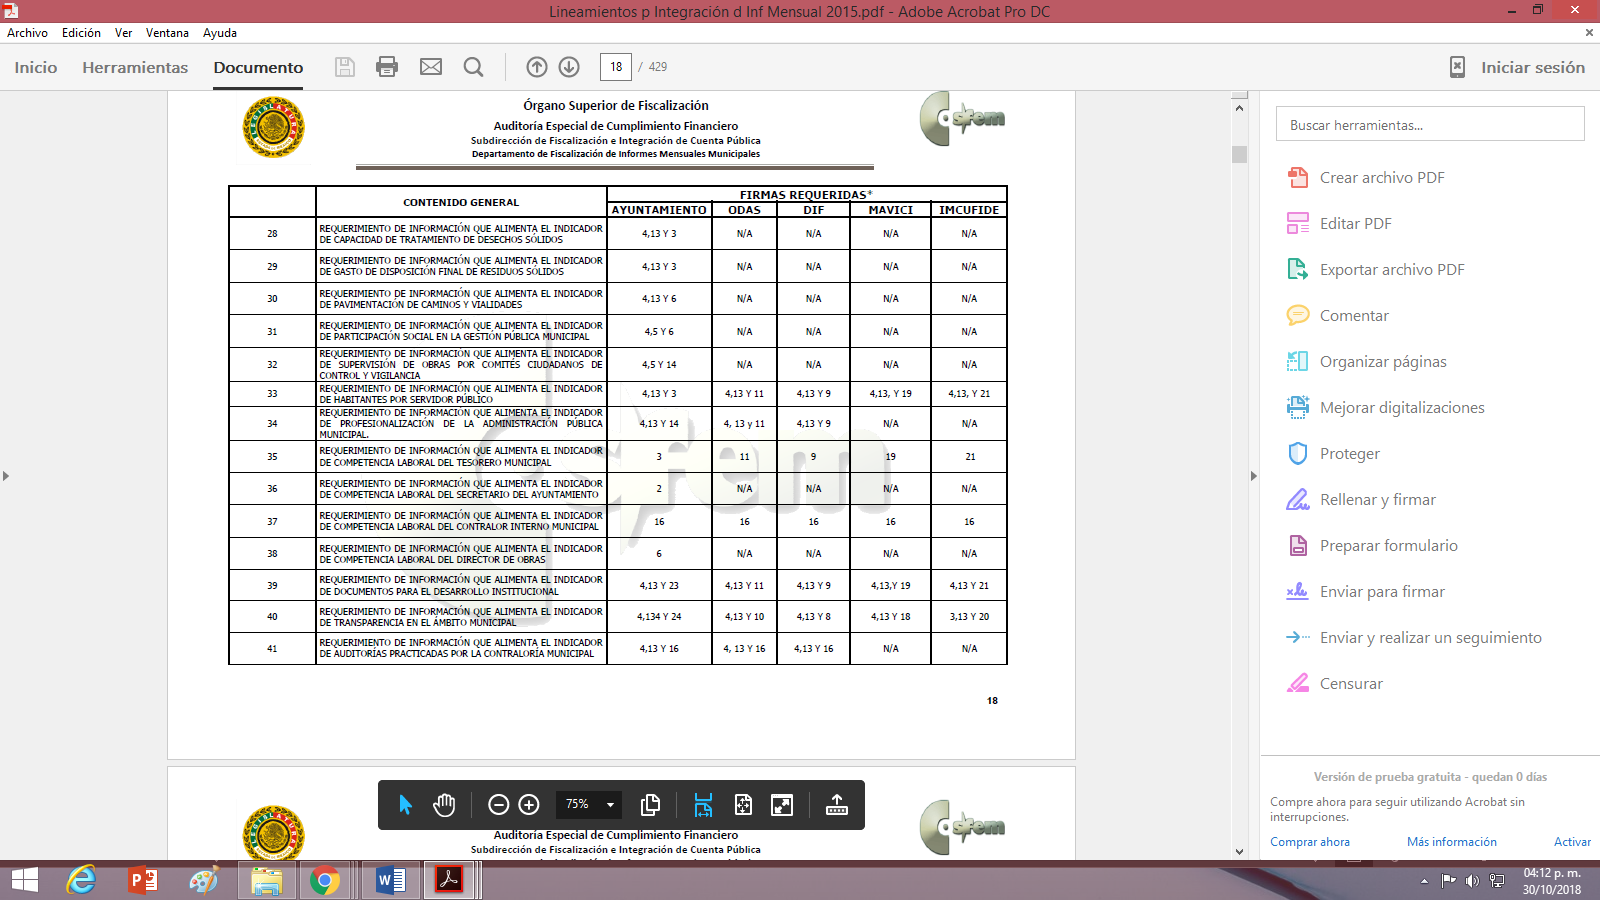 Lineamientos p Integración d Inf Mensual 2015.pdf - Adobe Acrobat Pro DC
Archivo Edición Ver Ventana Ayuda
Inicio Herramientas Documento 18 / 429 Iniciar sesión
Órgano Superior de Fiscalización
Auditoría Especial de Cumplimiento Financiero
Subdirección de Fiscalización e Integración de Cuenta Pública
Departamento de Fiscalización de Informes Mensuales Municipales
LEGISLATURA
osfem
CONTENIDO GENERAL FIRMAS REQUERIDAS*
AYUNTAMIENTO ODAS DIF MAVICI IMCUFIDE
28 REQUERIMIENTO DE INFORMACIÓN QUE ALIMENTA EL INDICADOR
DE CAPACIDAD DE TRATAMIENTO DE DESECHOS SÓLIDOS 4,13 Y 3 N/A N/A N/A N/A
29 REQUERIMIENTO DE INFORMACIÓN QUE ALIMENTA EL INDICADOR
DE GASTO DE DISPOSICIÓN FINAL DE RESIDUOS SÓLIDOS 4,13 Y 3 N/A N/A N/A N/A
30 REQUERIMIENTO DE INFORMACIÓN QUE ALIMENTA EL INDICADOR
DE PAVIMENTACIÓN DE CAMINOS Y VIALIDADES 4,13 Y 6 N/A N/A N/A N/A
31 REQUERIMIENTO DE INFORMACIÓN QUE ALIMENTA EL INDICADOR
DE PARTICIPACIÓN SOCIAL EN LA GESTIÓN PÚBLICA MUNICIPAL 4,5 Y 6 N/A N/A N/A N/A
32 REQUERIMIENTO DE INFORMACIÓN QUE ALIMENTA EL INDICADOR
DE SUPERVISIÓN DE OBRAS POR COMITÉS CIUDADANOS DE
CONTROL Y VIGILANCIA 4,5 Y 14 N/A N/A N/A N/A
33 REQUERIMIENTO DE INFORMACIÓN QUE ALIMENTA EL INDICADOR
DE HABITANTES POR SERVIDOR PÚBLICO 4,13 Y 3 4,13 Y 11 4,13 Y 9 4,13, Y 19 4,13, Y 21
34 REQUERIMIENTO DE INFORMACIÓN QUE ALIMENTA EL INDICADOR
DE PROFESIONALIZACIÓN DE LA ADMINISTRACIÓN PÚBLICA
MUNICIPAL. 4,13 Y 14 4, 13 y 11 4,13 Y 9 N/A N/A
35 REQUERIMIENTO DE INFORMACIÓN QUE ALIMENTA EL INDICADOR
DE COMPETENCIA LABORAL DEL TESORERO MUNICIPAL 3 11 9 19 21
36 REQUERIMIENTO DE INFORMACIÓN QUE ALIMENTA EL INDICADOR
DE COMPETENCIA LABORAL DEL SECRETARIO DEL AYUNTAMIENTO 2 N/A N/A N/A N/A
37 REQUERIMIENTO DE INFORMACIÓN QUE ALIMENTA EL INDICADOR
DE COMPETENCIA LABORAL DEL CONTRALOR INTERNO MUNICIPAL 16 16 16 16 16
38 REQUERIMIENTO DE INFORMACIÓN QUE ALIMENTA EL INDICADOR
DE COMPETENCIA LABORAL DEL DIRECTOR DE OBRAS 6 N/A N/A N/A N/A
39 REQUERIMIENTO DE INFORMACIÓN QUE ALIMENTA EL INDICADOR
DE DOCUMENTOS PARA EL DESARROLLO INSTITUCIONAL 4,13 Y 23 4,13 Y 11 4,13 Y 9 4,13,Y 19 4,13 Y 21
40 REQUERIMIENTO DE INFORMACIÓN QUE ALIMENTA EL INDICADOR
DE TRANSPARENCIA EN EL ÁMBITO MUNICIPAL 4,134 Y 24 4,13 Y 10 4,13 Y 8 4,13 Y 18 3,13 Y 20
41 REQUERIMIENTO DE INFORMACIÓN QUE ALIMENTA EL INDICADOR
DE AUDITORÍAS PRACTICADAS POR LA CONTRALORÍA MUNICIPAL 4,13 Y 16 4, 13 Y 16 4,13 Y 16 N/A N/A
18
75%
Auditoría Especial de Cumplimiento Financiero
Subdirección de Fiscalización e Integración de Cuenta Pública
osfem
Buscar herramientas...
Crear archivo PDF
Editar PDF
Exportar archivo PDF
Comentar
Organizar páginas
Mejorar digitalizaciones
Proteger
Rellenar y firmar
Preparar formulario
Enviar para firmar
Enviar y realizar un seguimiento
Censurar
Versión de prueba gratuita - quedan 0 días
Compre ahora para seguir utilizando Acrobat sin
interrupciones.
Comprar ahora Más información Activar
04:12 p. m.
30/10/2018